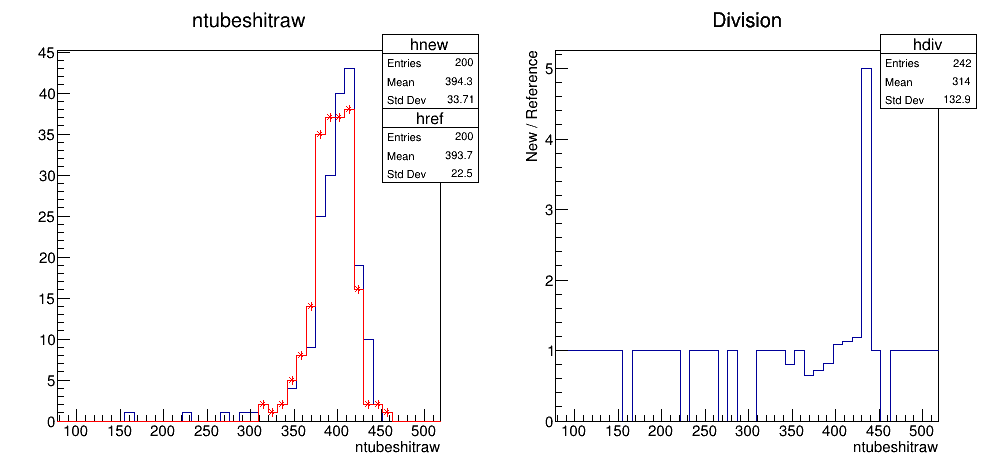 ntubeshitraw
hnew
Entries 200
Mean 394.3
Std Dev 33.71
href
Entries 200
Mean 393.7
Std Dev 22.5
45
40
35
30
25
20
15
10
5
0
100 150 200 250 300 350 400 450 500
ntubeshitraw
Division
hdiv
Entries 242
Mean 314
Std Dev 132.9
New / Reference
5
4
3
2
1
0
100 150 200 250 300 350 400 450 500
ntubeshitraw